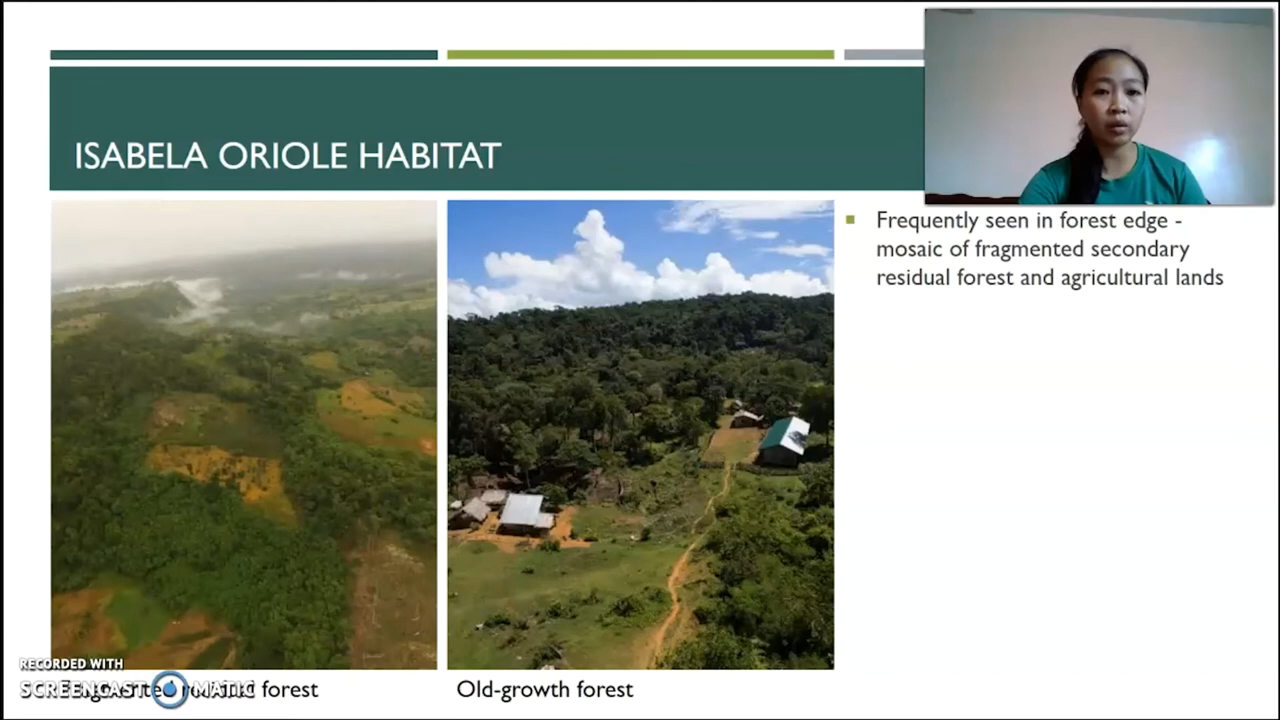 ISABELA ORIOLE HABITAT
Frequently seen in forest edge -
mosaic of fragmented secondary
residual forest and agricultural lands
RECORDED WITH
SCREENCAST MATIC
forest
Old-growth forest